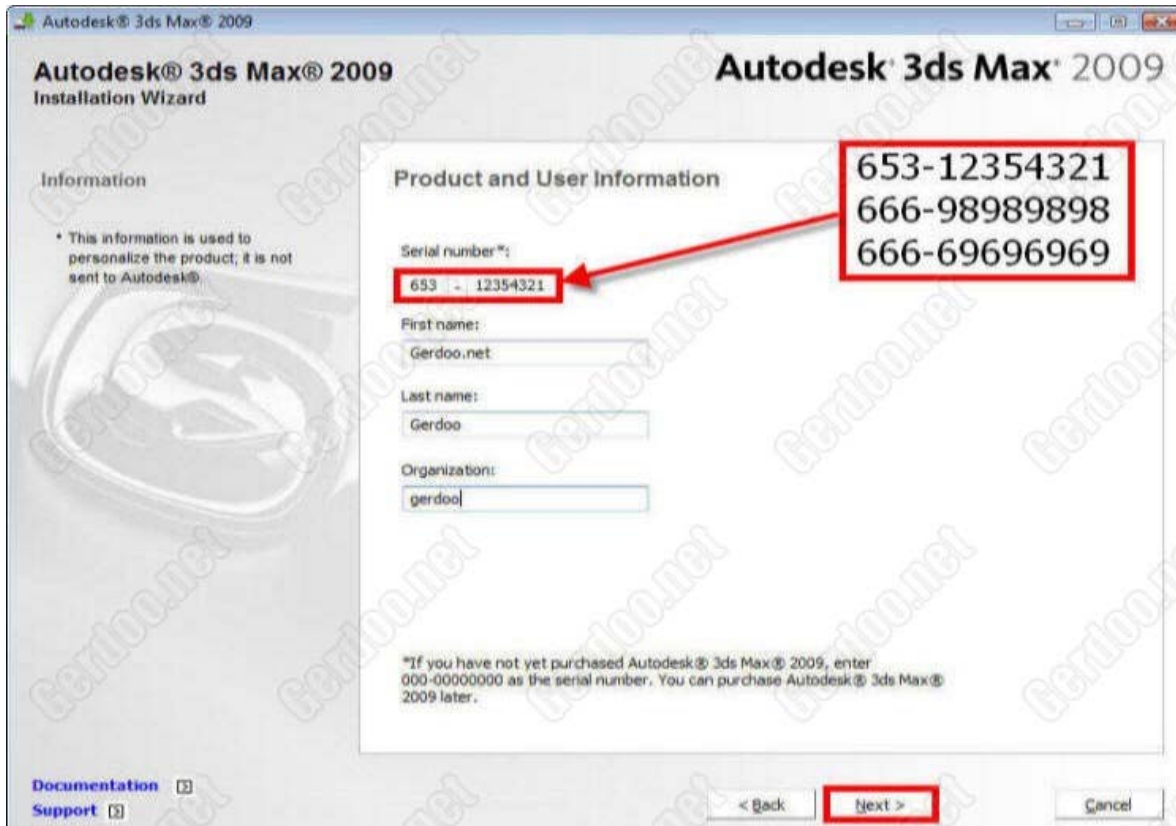 Autodesk® 3ds Max® 2009
Autodesk® 3ds Max® 2009
Installation Wizard
Autodesk® 3ds Max® 2009
Information
* This information is used to
personalize the product; it is not
sent to Autodesk®.
Product and User Information
653-12354321
666-98989898
666-69696969
Serial number*:
653 - 12354321
First name:
Gerdoo.net
Last name:
Gerdoo
Organization:
gerdoo
*If you have not yet purchased Autodesk® 3ds Max® 2009, enter
000-00000000 as the serial number. You can purchase Autodesk® 3ds Max®
2009 later.
Documentation
Support
< Back
Next >
Cancel
Gerdoo.net